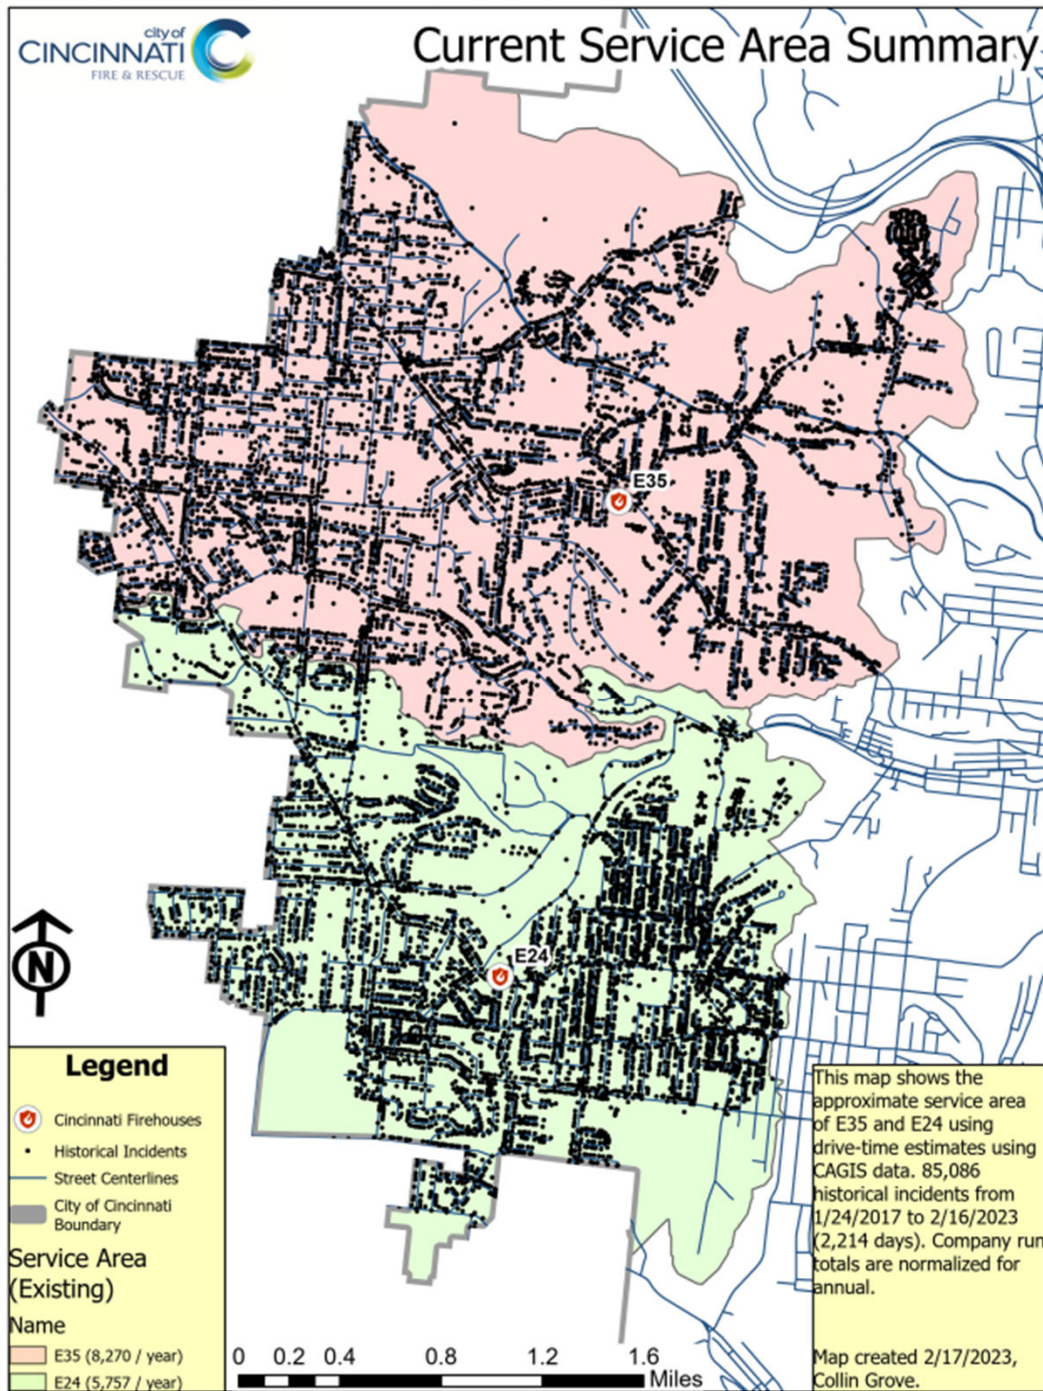 city of
CINCINNATI
FIRE & RESCUE
Current Service Area Summary
E35
E24
N
Legend
Cincinnati Firehouses
Historical Incidents
Street Centerlines
City of Cincinnati
Boundary
Service Area
(Existing)
Name
E35 (8,270 / year)
E24 (5,757 / year)
0 0.2 0.4 0.8 1.2 1.6
Miles
This map shows the
approximate service area
of E35 and E24 using
drive-time estimates using
CAGIS data. 85,086
historical incidents from
1/24/2017 to 2/16/2023
(2,214 days). Company run
totals are normalized for
annual.
Map created 2/17/2023,
Collin Grove.